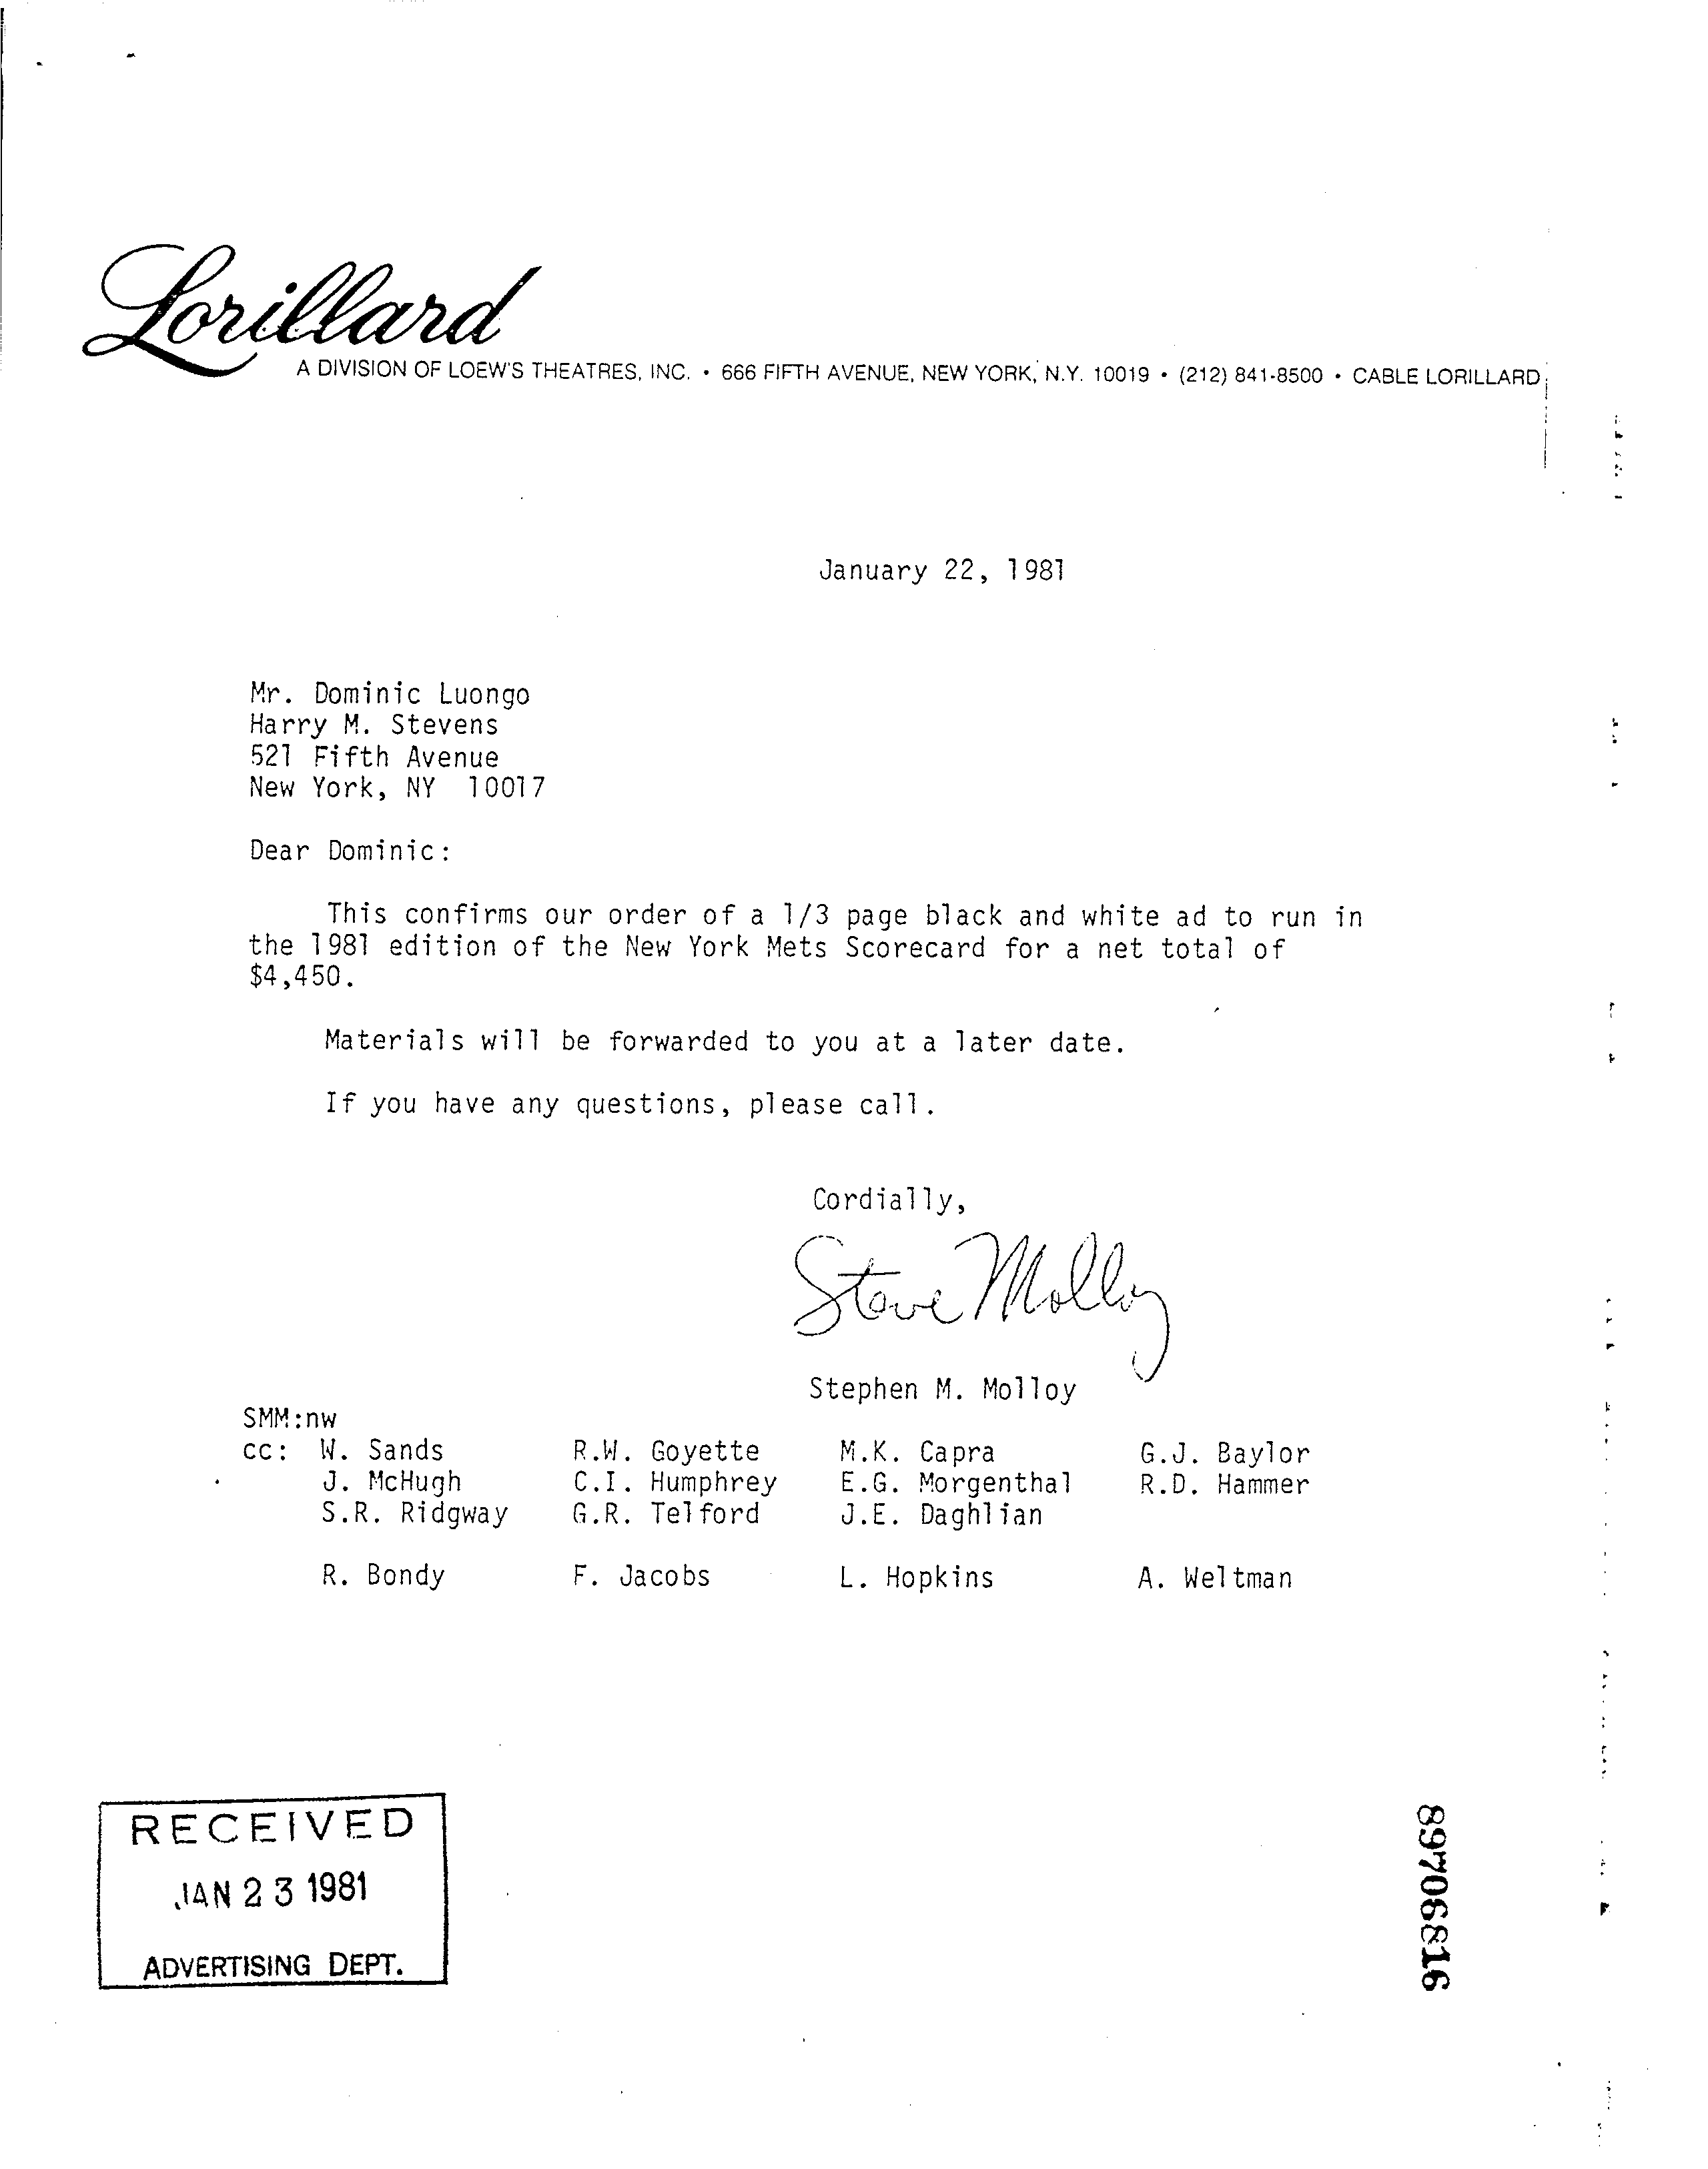 Lorillard
A DIVISION OF LOEW'S THEATRES, INC. • 666 FIFTH AVENUE, NEW YORK, N.Y. 10019 • (212) 841-8500 • CABLE LORILLARD
January 22, 1981
Mr. Dominic Luongo
Harry M. Stevens
521 Fifth Avenue
New York, NY 10017
Dear Dominic:
This confirms our order of a 1/3 page black and white ad to run in
the 1981 edition of the New York Mets Scorecard for a net total of
$4,450.
Materials will be forwarded to you at a later date.
If you have any questions, please call.
Cordially,
Steve Molloy
Stephen M. Molloy
SMM:nw
cc: W. Sands R.W. Goyette M.K. Capra G.J. Baylor
J. McHugh C.I. Humphrey E.G. Morgenthal R.D. Hammer
S.R. Ridgway G.R. Telford J.E. Daghlian
R. Bondy F. Jacobs L. Hopkins A. Weltman
RECEIVED
JAN 23 1981
ADVERTISING DEPT.
89706816